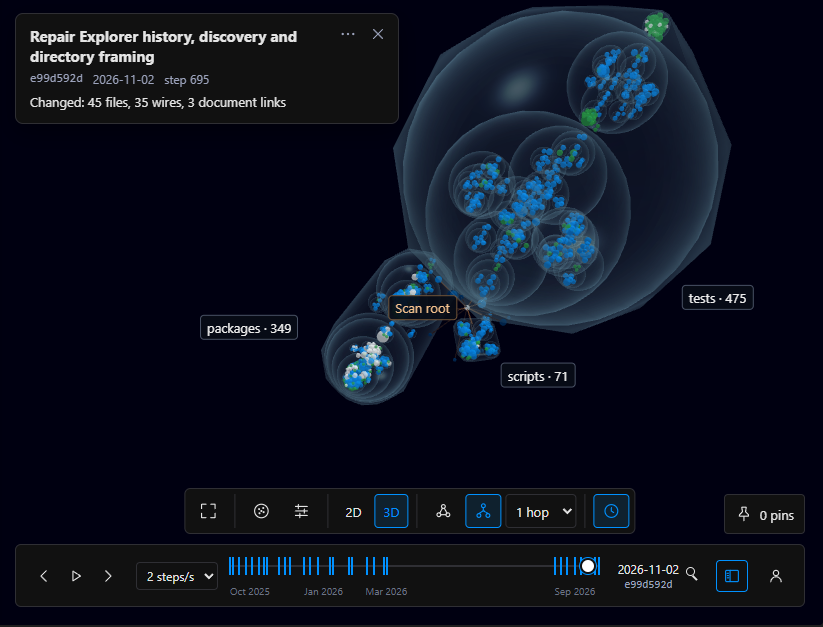 Repair Explorer history, discovery and
directory framing
e99d592d 2026-11-02 step 695
Changed: 45 files, 35 wires, 3 document links
tests · 475
Scan root
packages · 349
scripts · 71
2D 3D 1 hop
0 pins
2 steps/s
2026-11-02
e99d592d
Oct 2025 Jan 2026 Mar 2026 Sep 2026